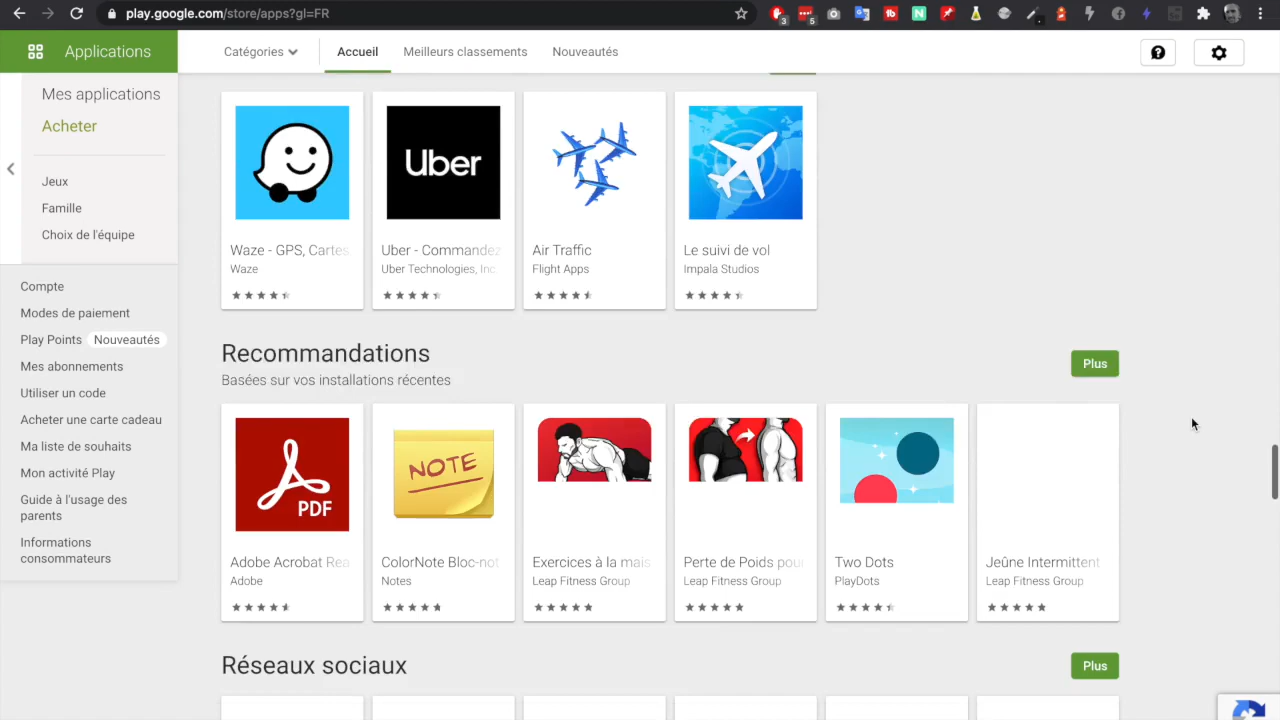 play.google.com/store/apps?gl=FR
3
5
Applications
Catégories
Accueil
Meilleurs classements
Nouveautés
Mes applications
Acheter
Jeux
Famille
Choix de l'équipe
Compte
Modes de paiement
Play Points Nouveautés
Mes abonnements
Utiliser un code
Acheter une carte cadeau
Ma liste de souhaits
Mon activité Play
Guide à l'usage des
parents
Informations
consommateurs
Uber
Waze - GPS, Cartes
Waze
Uber - Commandez
Uber Technologies, Inc.
Air Traffic
Flight Apps
Le suivi de vol
Impala Studios
Recommandations
Basées sur vos installations récentes
Plus
PDF
NOTE
Adobe Acrobat Rea
Adobe
ColorNote Bloc-not
Notes
Exercices à la mais
Leap Fitness Group
Perte de Poids pou
Leap Fitness Group
Two Dots
PlayDots
Jeûne Intermittent
Leap Fitness Group
Réseaux sociaux
Plus